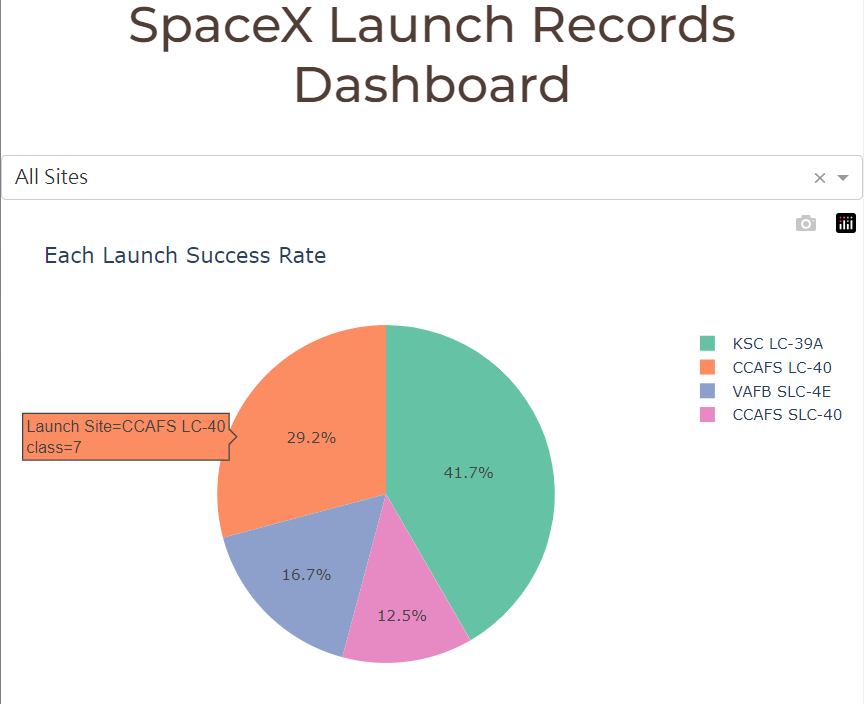 SpaceX Launch Records
Dashboard
All Sites
Each Launch Success Rate
KSC LC-39A
CCAFS LC-40
VAFB SLC-4E
CCAFS SLC-40
Launch Site=CCAFS LC-40
class=7
29.2%
41.7%
16.7%
12.5%